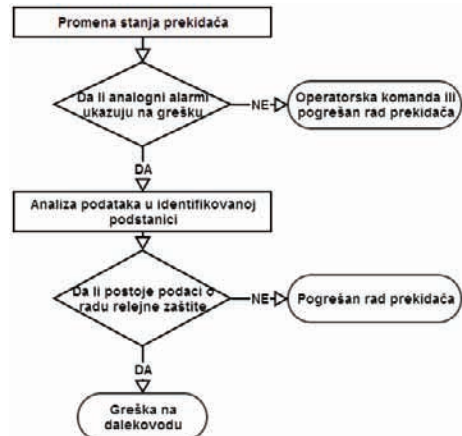 Promena stanja prekidača
Da li analogni alarmi
ukazuju na grešku
NE
Operatorska komanda ili
pogrešan rad prekidača
DA
Analiza podataka u identifikovanoj
podstanici
Da li postoje podaci o
radu relejne zaštite
NE
Pogrešan rad prekidača
DA
Greška na
dalekovodu